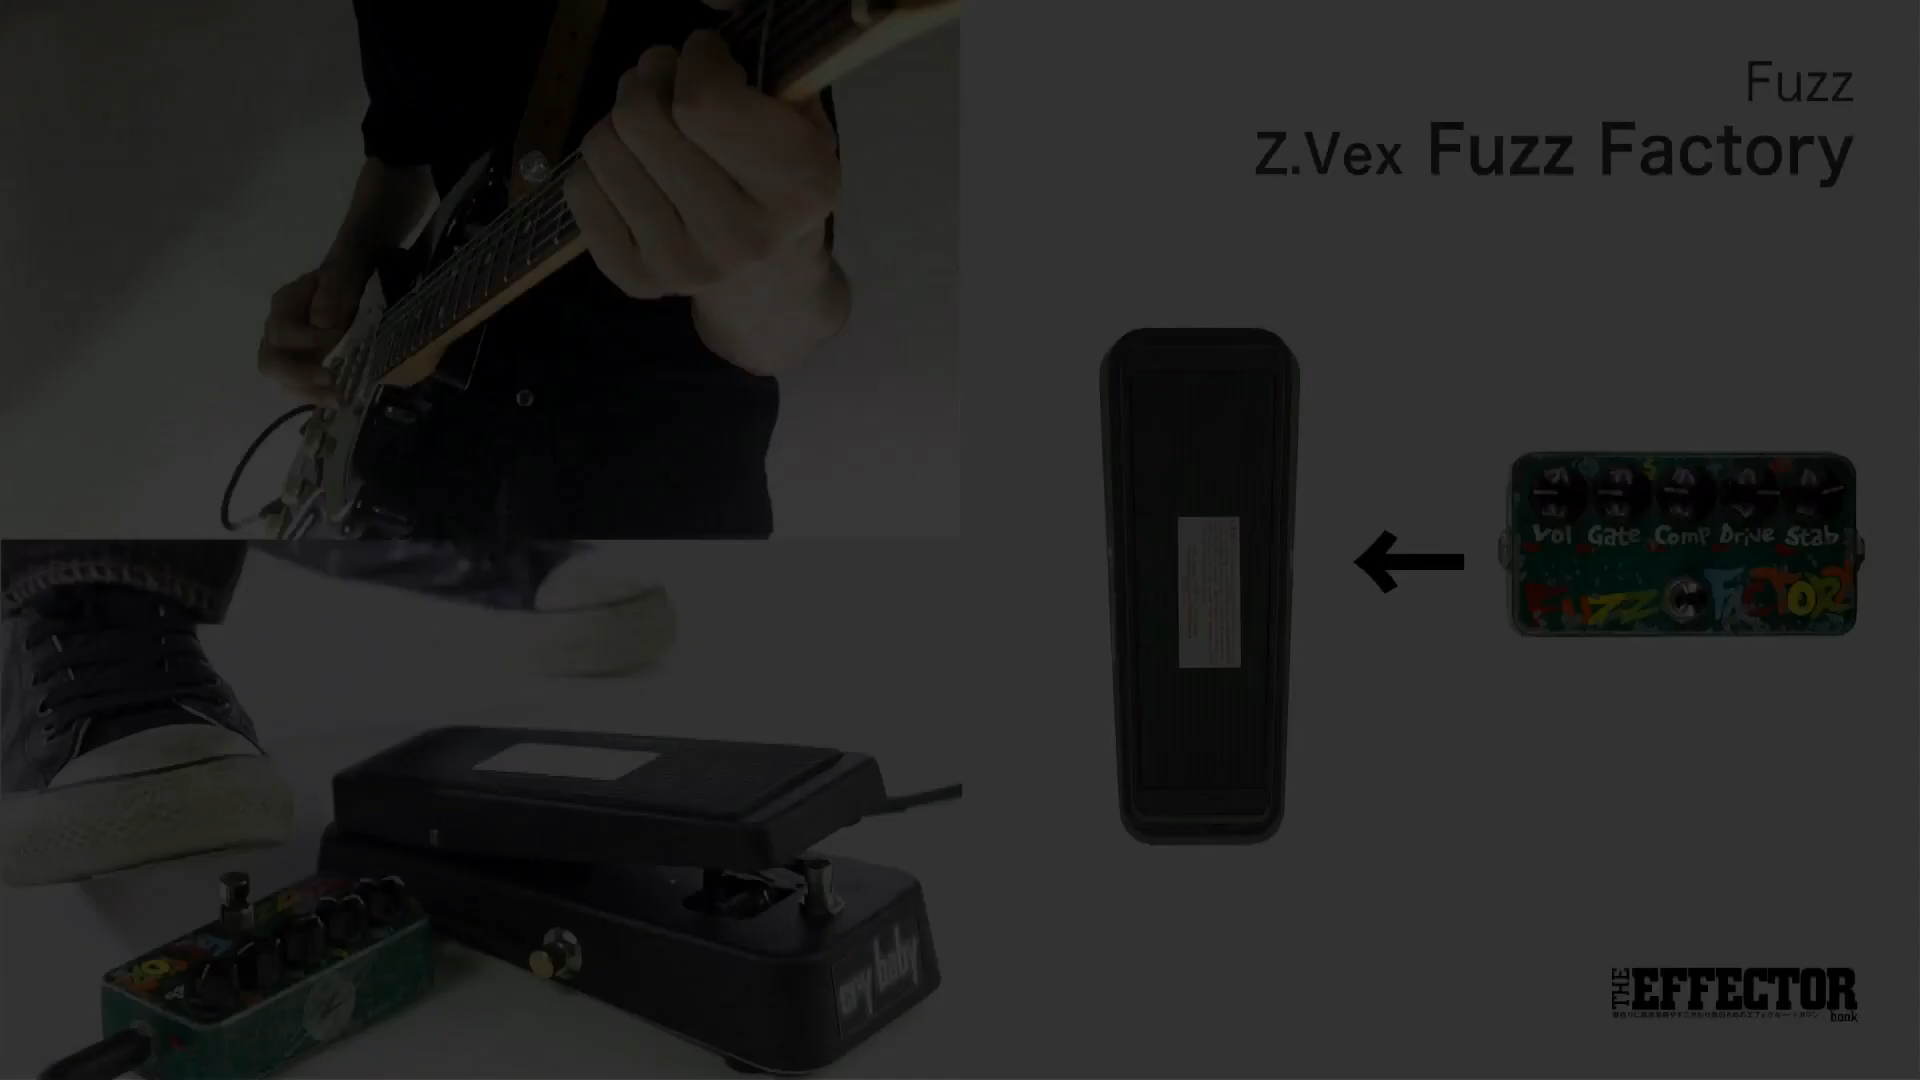 Fuzz
Z.Vex Fuzz Factory
Vol Gate Comp Drive Stab
FUZZ FACTORY
cry baby
THE EFFECTOR
book